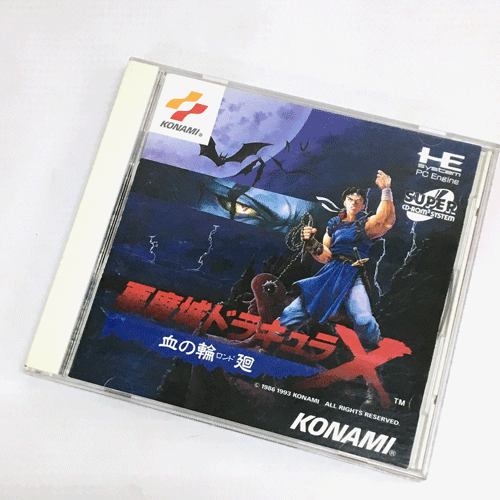 KONAMI®
HE
system
PC Engine
SUPER
CD-ROM² SYSTEM
悪魔城ドラキュラX
血の輪廻
ロンド
TM
© 1986 1993 KONAMI ALL RIGHTS RESERVED.
KONAMI®